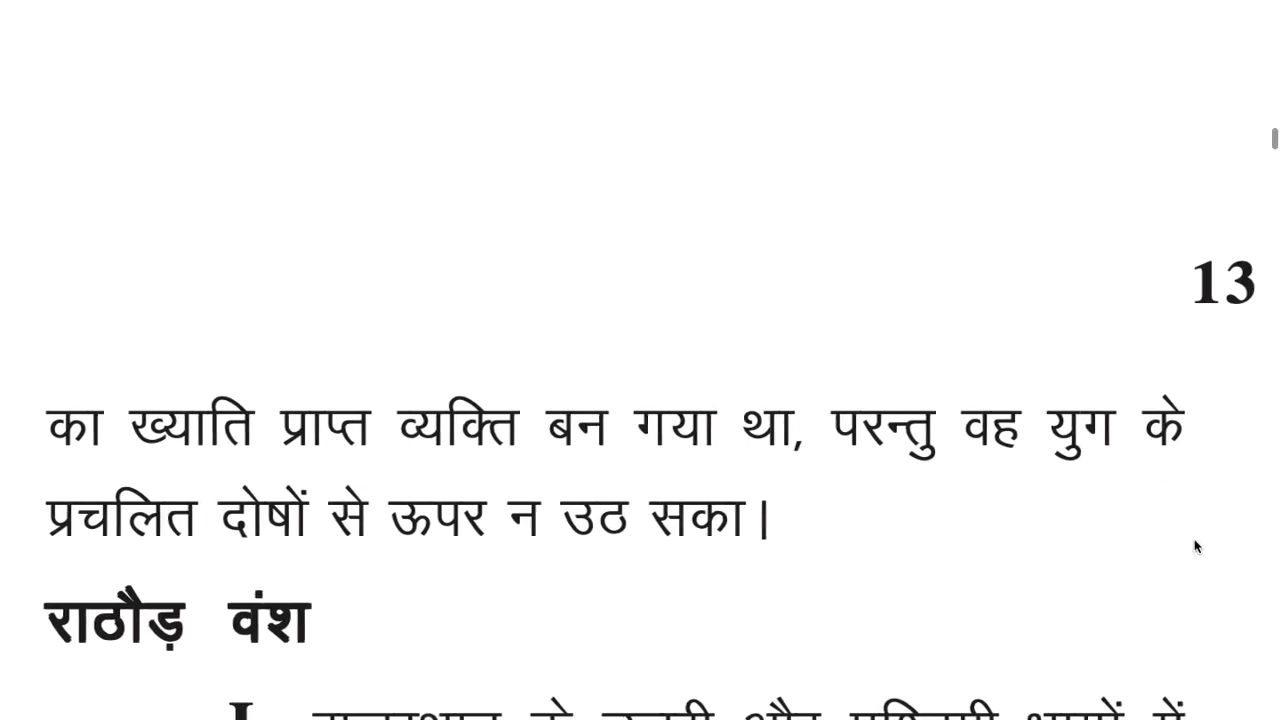 13
का ख्याति प्राप्त व्यक्ति बन गया था, परन्तु वह युग के
प्रचलित दोषों से ऊपर न उठ सका।
राठौड़ वंश